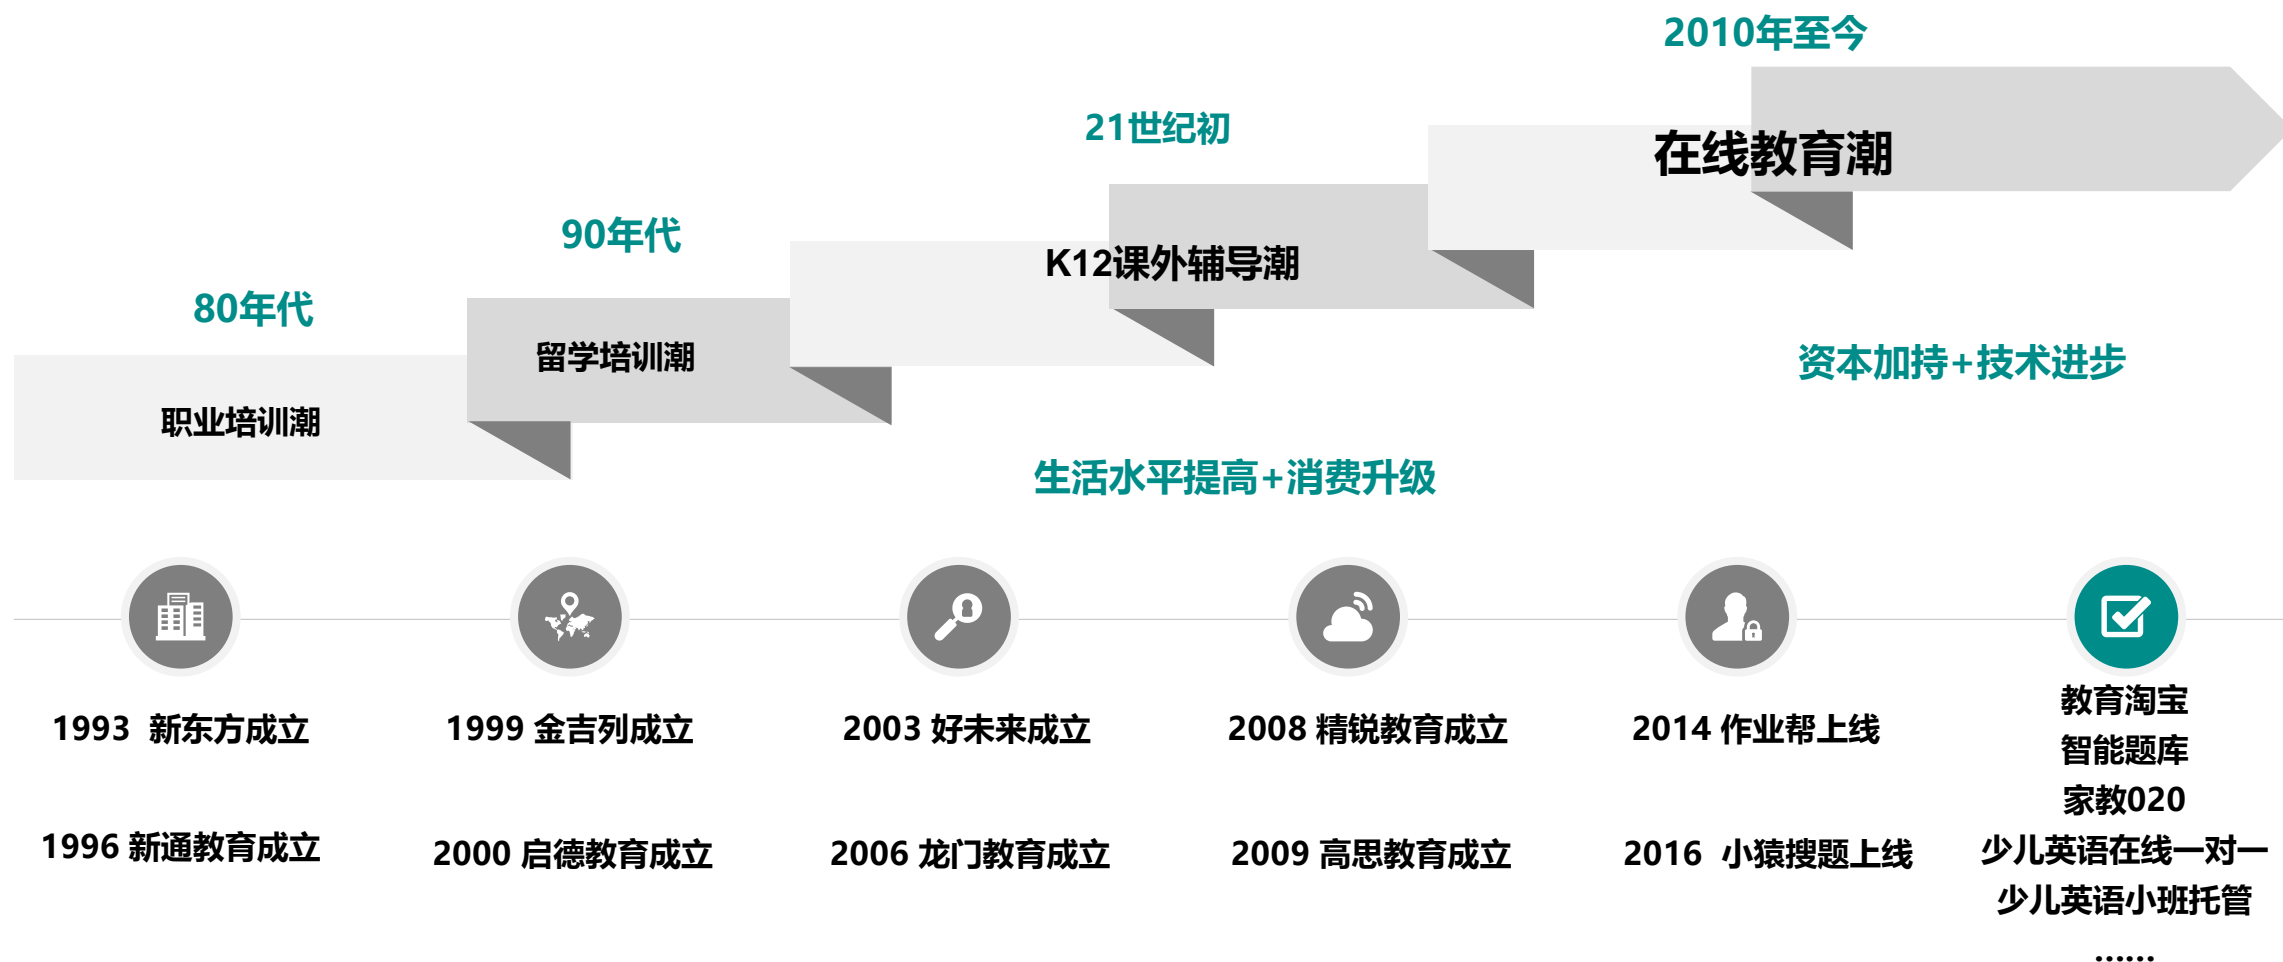 2010年至今
21世纪初
在线教育潮
90年代
K12课外辅导潮
80年代
留学培训潮
资本加持+技术进步
职业培训潮
生活水平提高+消费升级
1993 新东方成立
1996 新通教育成立
1999 金吉列成立
2000 启德教育成立
2003 好未来成立
2006 龙门教育成立
2008 精锐教育成立
2009 高思教育成立
2014 作业帮上线
2016 小猿搜题上线
教育淘宝
智能题库
家教020
少儿英语在线一对一
少儿英语小班托管
……